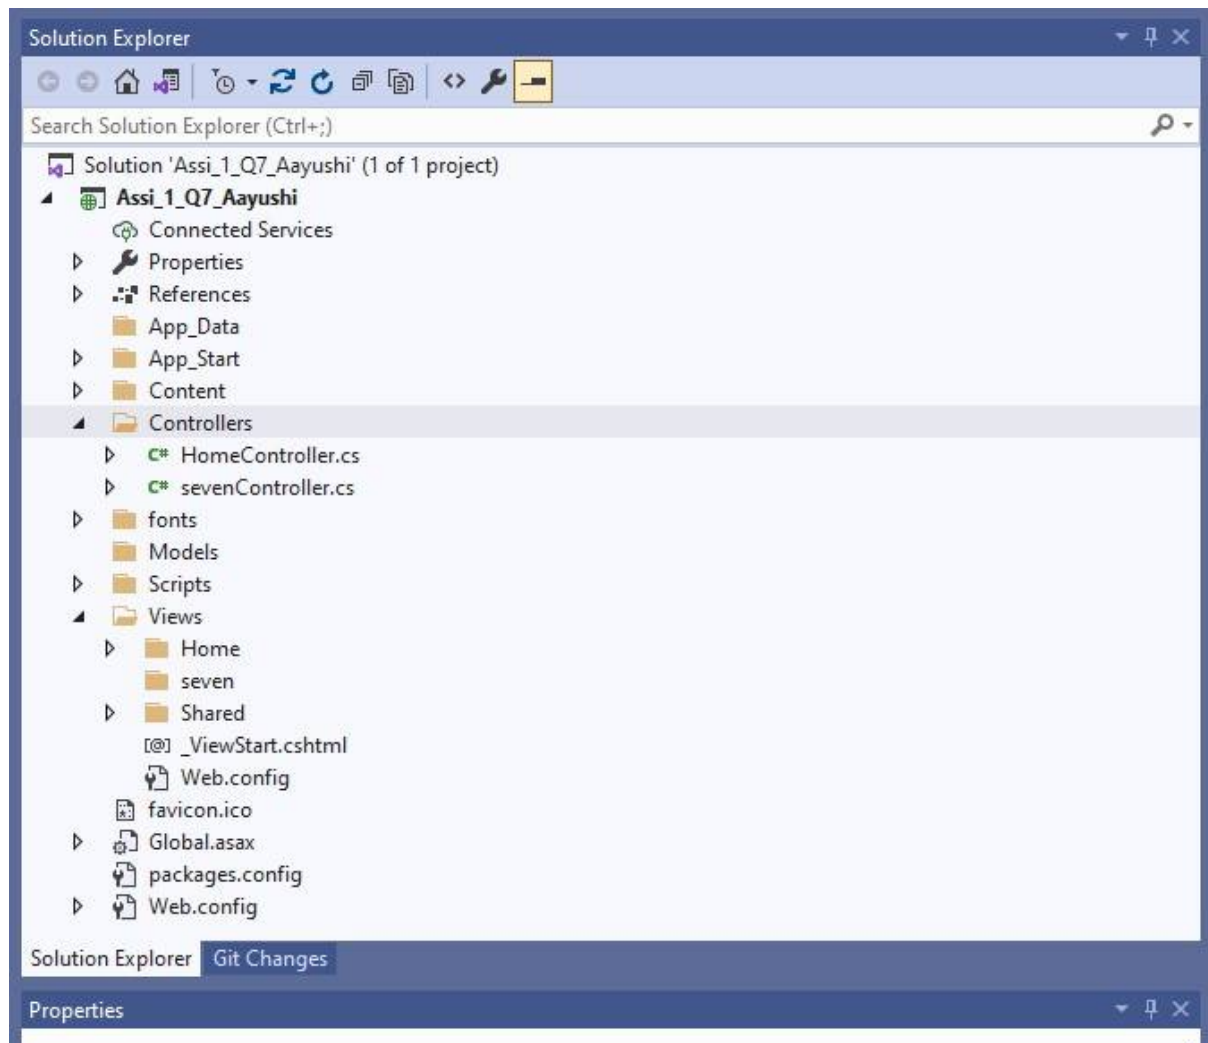 Solution Explorer
Search Solution Explorer (Ctrl+;)
Solution 'Assi_1_Q7_Aayushi' (1 of 1 project)
Assi_1_Q7_Aayushi
Connected Services
Properties
References
App_Data
App_Start
Content
Controllers
C# HomeController.cs
C# sevenController.cs
fonts
Models
Scripts
Views
Home
seven
Shared
[@] _ViewStart.cshtml
Web.config
favicon.ico
Global.asax
packages.config
Web.config
Solution Explorer Git Changes
Properties